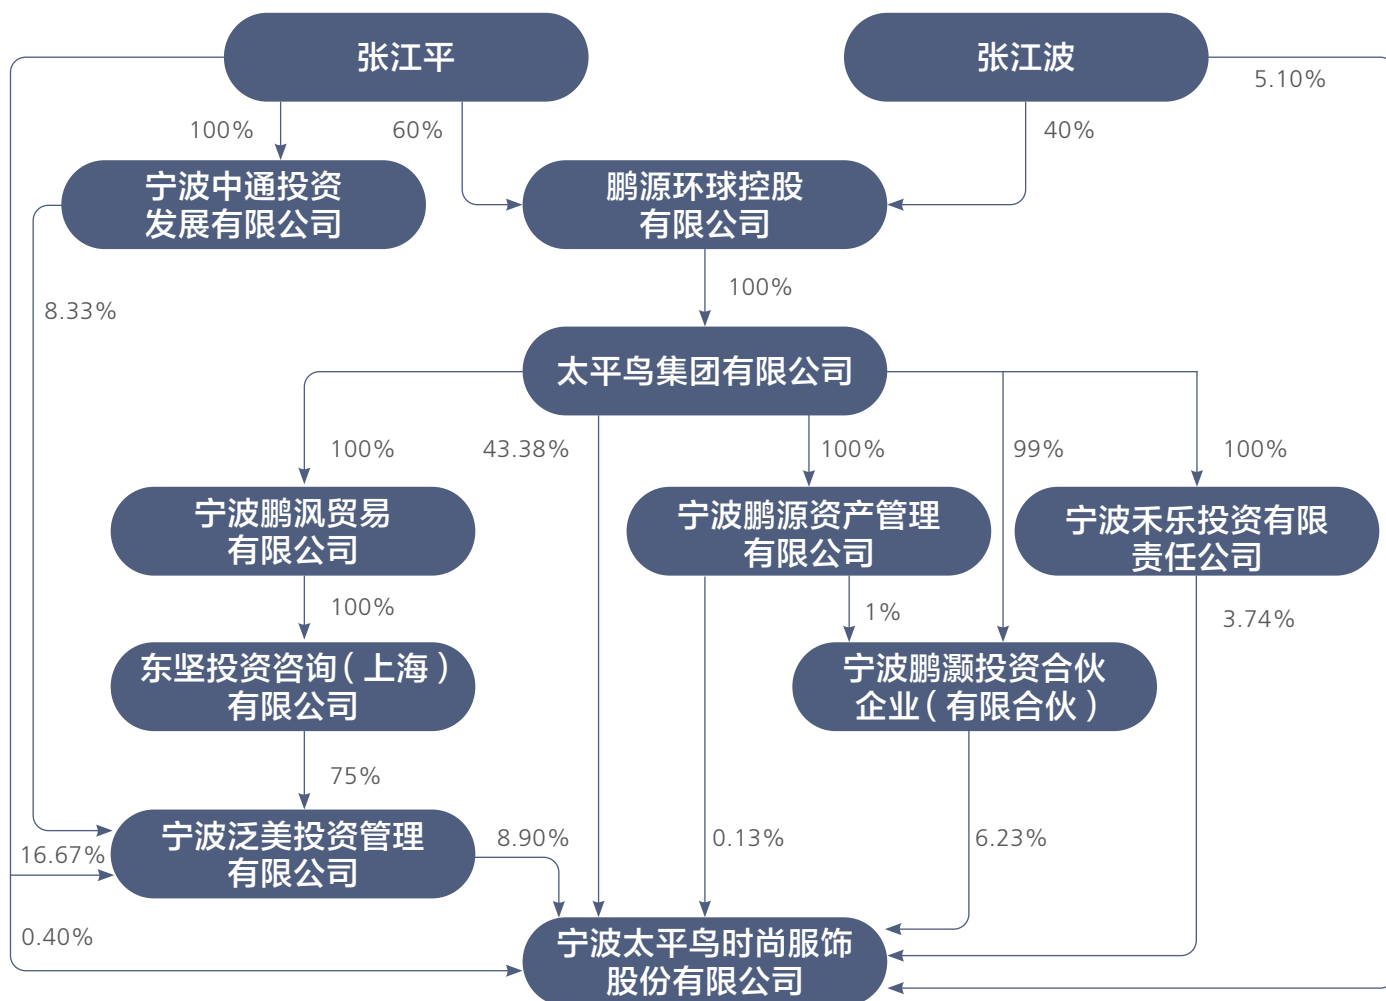 张江平
张江波
5.10%
100%
60%
40%
宁波中通投资
发展有限公司
鹏源环球控股
有限公司
8.33%
100%
太平鸟集团有限公司
100%
43.38%
100%
99%
100%
宁波鹏沨贸易
有限公司
宁波鹏源资产管理
有限公司
宁波禾乐投资有限
责任公司
100%
1%
3.74%
东坚投资咨询（上海）
有限公司
宁波鹏灏投资合伙
企业（有限合伙）
75%
宁波泛美投资管理
有限公司
16.67%
8.90%
0.13%
6.23%
0.40%
宁波太平鸟时尚服饰
股份有限公司